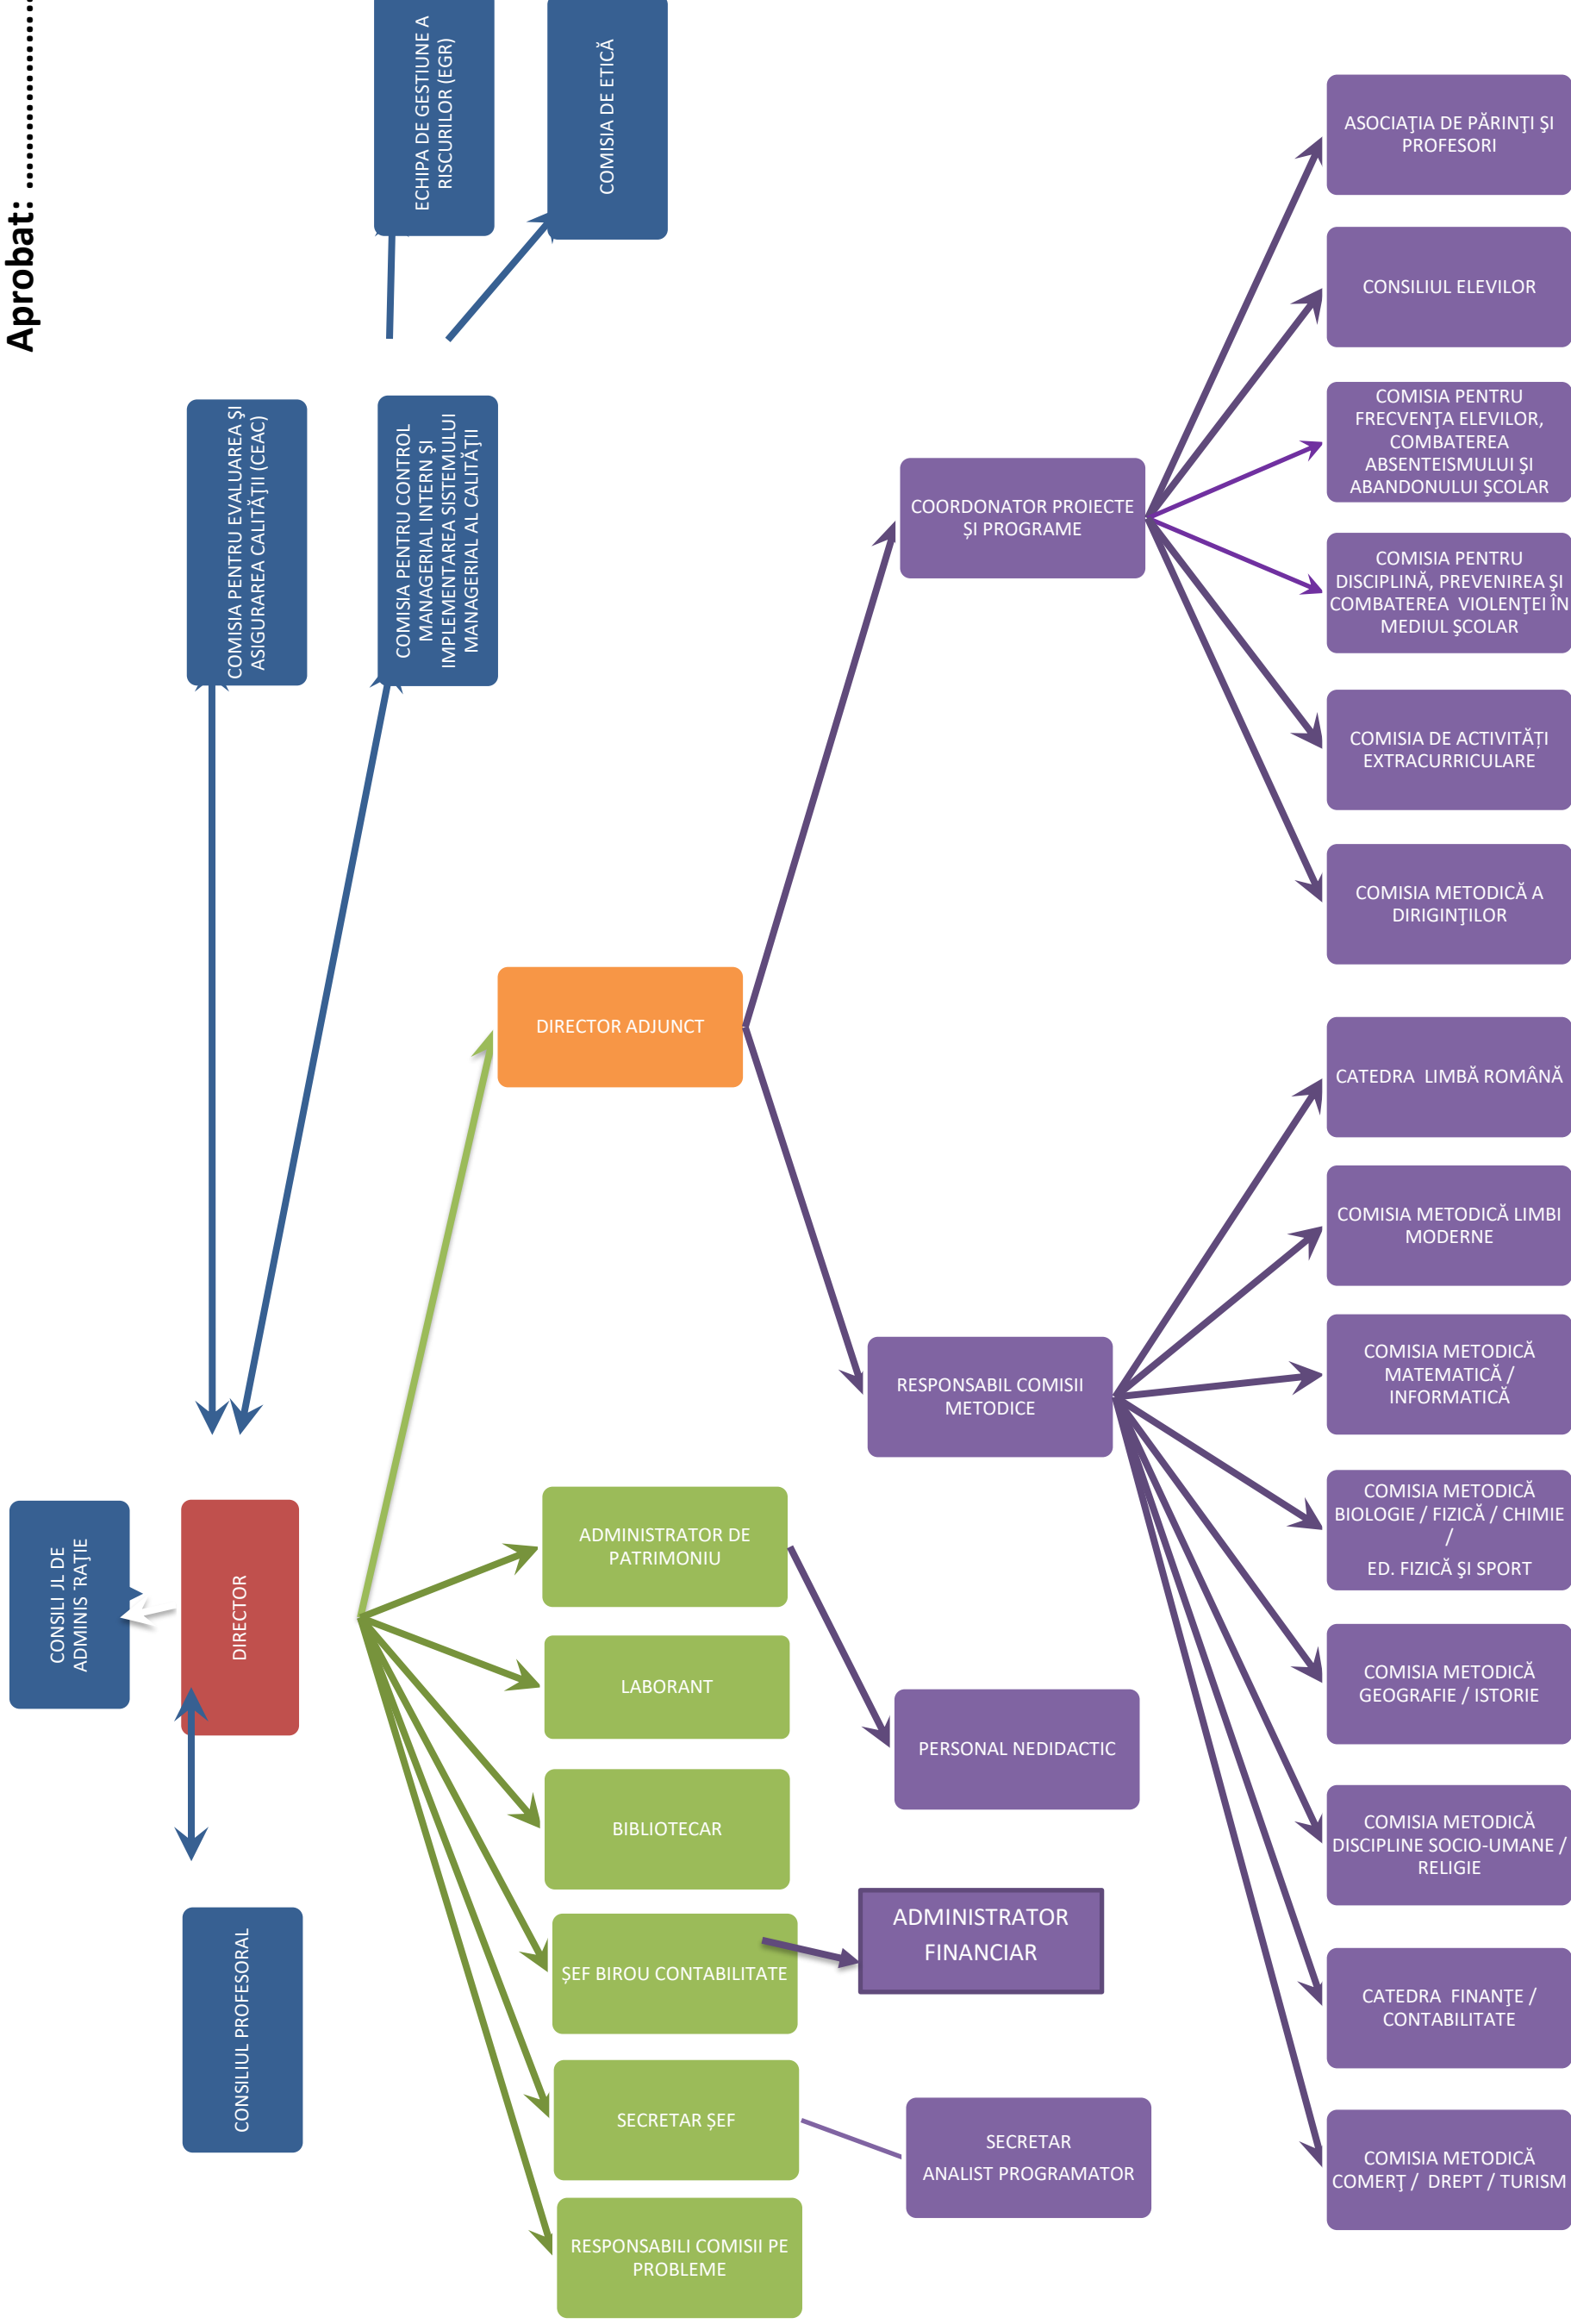 Aprobat: ........................
ECHIPA DE GESTIUNE A
RISCURILOR (EGR)
COMISIA DE ETICĂ
COMISIA PENTRU EVALUAREA ŞI
ASIGURAREA CALITĂŢII (CEAC)
COMISIA PENTRU CONTROL
MANAGERIAL INTERN ŞI
IMPLEMENTAREA SISTEMULUI
MANAGERIAL AL CALITĂŢII
CONSILI JL DE
ADMINIS RAŢIE
DIRECTOR
CONSILIUL PROFESORAL
DIRECTOR ADJUNCT
ADMINISTRATOR DE
PATRIMONIU
LABORANT
BIBLIOTECAR
ȘEF BIROU CONTABILITATE
SECRETAR ȘEF
RESPONSABILI COMISII PE
PROBLEME
COORDONATOR PROIECTE
ȘI PROGRAME
RESPONSABIL COMISII
METODICE
PERSONAL NEDIDACTIC
ADMINISTRATOR
FINANCIAR
SECRETAR
ANALIST PROGRAMATOR
ASOCIAŢIA DE PĂRINŢI ŞI
PROFESORI
CONSILIUL ELEVILOR
COMISIA PENTRU
FRECVENŢA ELEVILOR,
COMBATEREA
ABSENTEISMULUI ŞI
ABANDONULUI ŞCOLAR
COMISIA PENTRU
DISCIPLINĂ, PREVENIREA ŞI
COMBATEREA VIOLENŢEI ÎN
MEDIUL ŞCOLAR
COMISIA DE ACTIVITĂȚI
EXTRACURRICULARE
COMISIA METODICĂ A
DIRIGINŢILOR
CATEDRA LIMBĂ ROMÂNĂ
COMISIA METODICĂ LIMBI
MODERNE
COMISIA METODICĂ
MATEMATICĂ /
INFORMATICĂ
COMISIA METODICĂ
BIOLOGIE / FIZICĂ / CHIMIE
/
ED. FIZICĂ ŞI SPORT
COMISIA METODICĂ
GEOGRAFIE / ISTORIE
COMISIA METODICĂ
DISCIPLINE SOCIO-UMANE /
RELIGIE
CATEDRA FINANŢE /
CONTABILITATE
COMISIA METODICĂ
COMERŢ / DREPT / TURISM